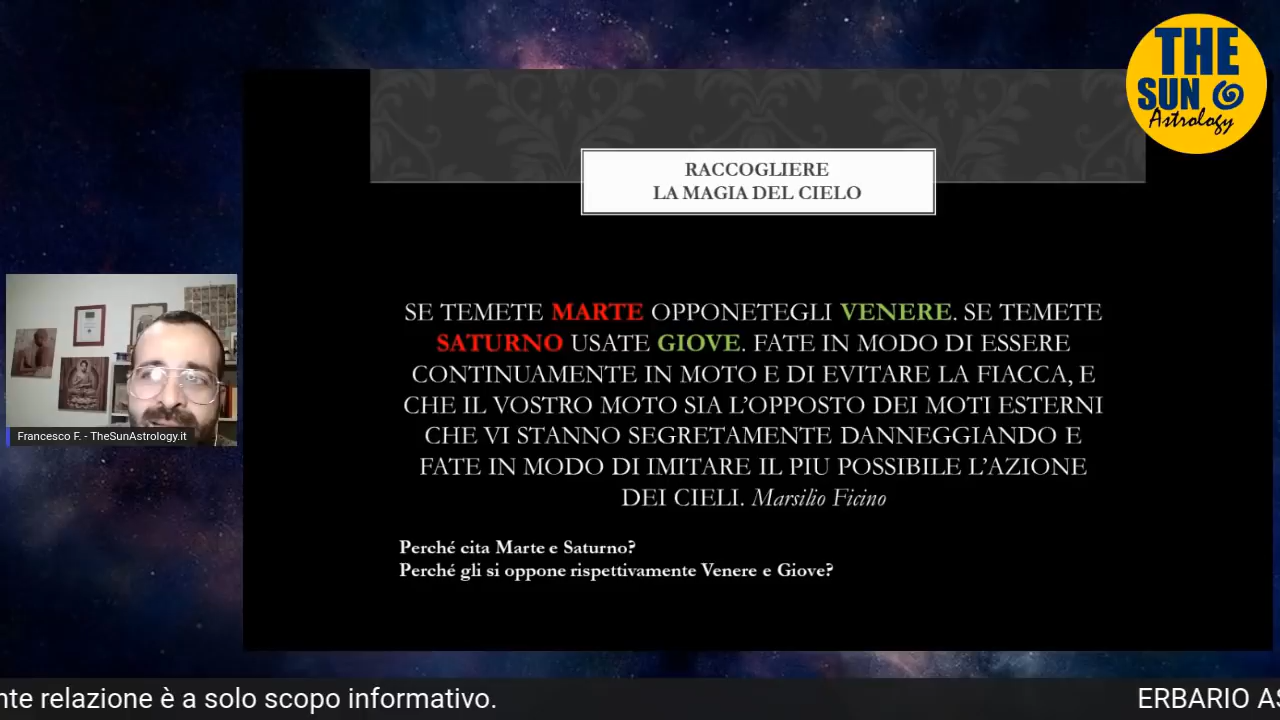 THE
SUN
Astrology
RACCOGLIERE
LA MAGIA DEL CIELO
SE TEMETE MARTE OPPONETEGLI VENERE. SE TEMETE
SATURNO USATE GIOVE. FATE IN MODO DI ESSERE
CONTINUAMENTE IN MOTO E DI EVITARE LA FIACCA, E
CHE IL VOSTRO MOTO SIA L'OPPOSTO DEI MOTI ESTERNI
CHE VI STANNO SEGRETAMENTE DANNEGGIANDO E
FATE IN MODO DI IMITARE IL PIU POSSIBILE L'AZIONE
DEI CIELI. Marsilio Ficino
Perché cita Marte e Saturno?
Perché gli si oppone rispettivamente Venere e Giove?
Francesco F. - TheSunAstrology.it
nte relazione è a solo scopo informativo. ERBARIO AS